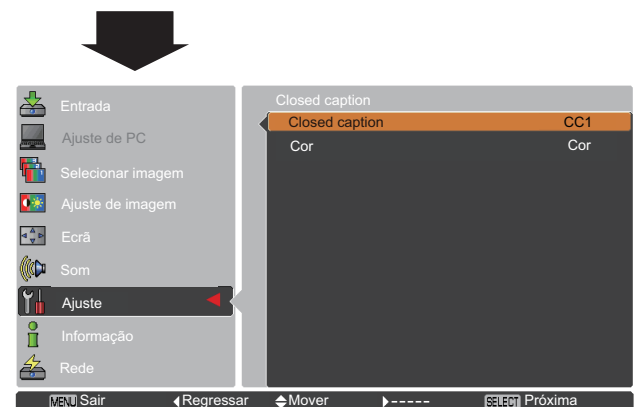 Entrada
Ajuste de PC
Selecionar imagem
Ajuste de imagem
Ecrã
Som
Ajuste
Informação
Rede
Closed caption
Closed caption CC1
Cor Cor
MENU Sair Regressar Mover ----- SELECT Próxima